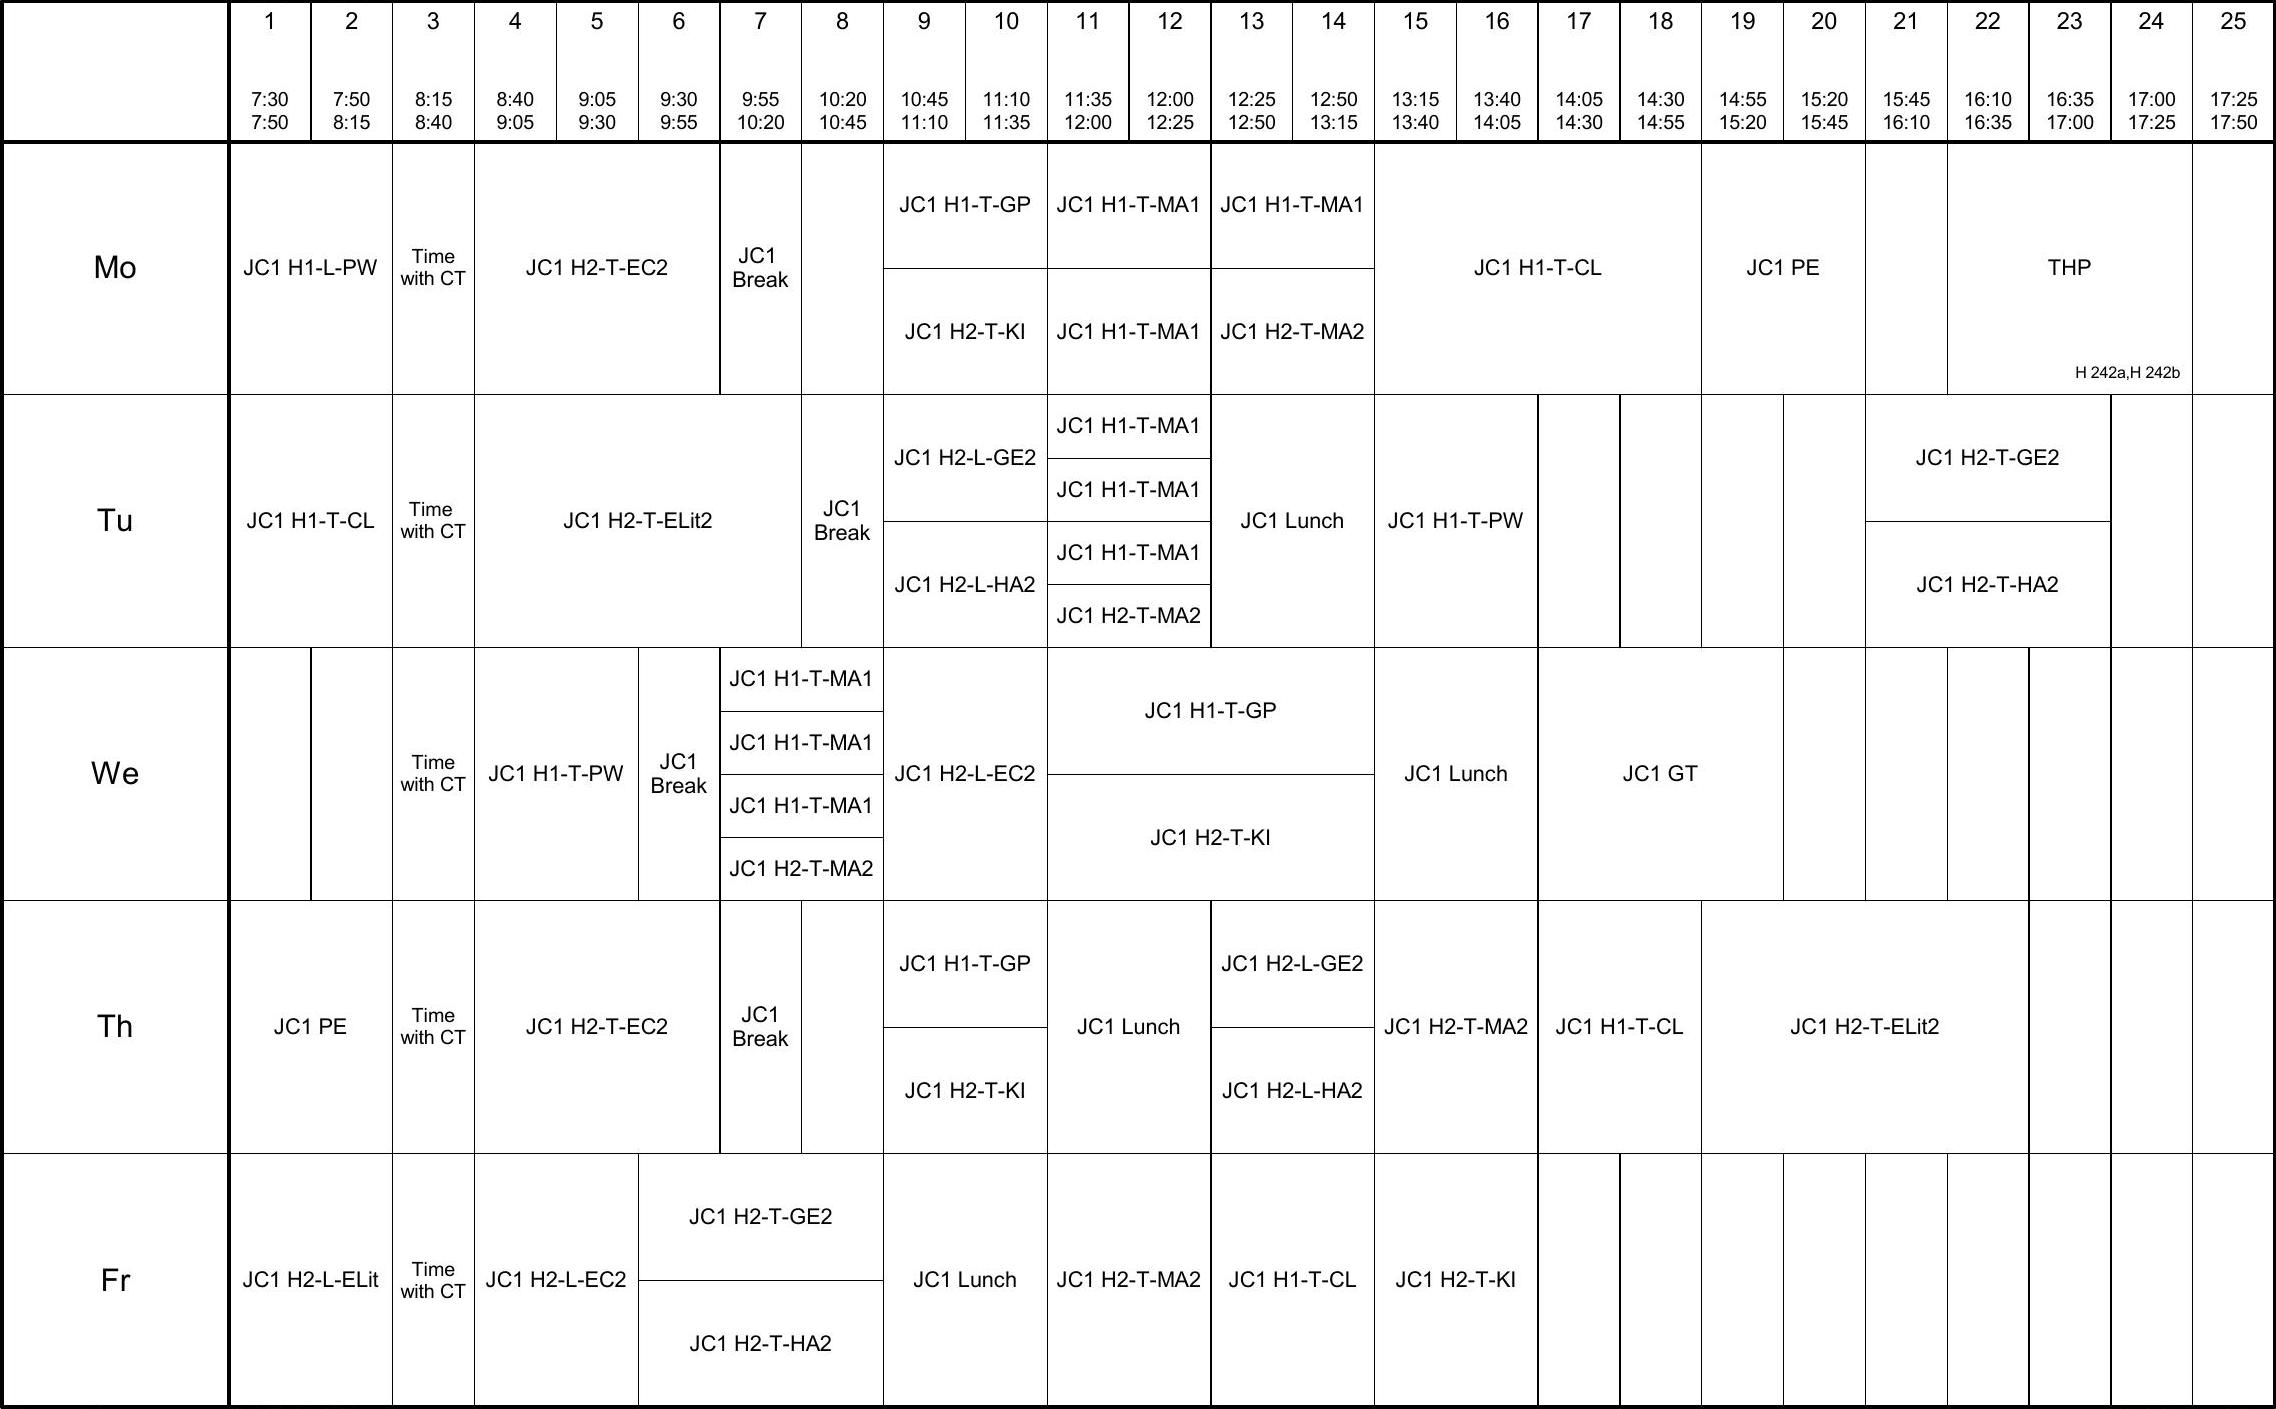 1 2 3 4 5 6 7 8 9 10 11 12 13 14 15 16 17 18 19 20 21 22 23 24 25
7:30 7:50 8:15 8:40 9:05 9:30 9:55 10:20 10:45 11:10 11:35 12:00 12:25 12:50 13:15 13:40 14:05 14:30 14:55 15:20 15:45 16:10 16:35 17:00 17:25
7:50 8:15 8:40 9:05 9:30 9:55 10:20 10:45 11:10 11:35 12:00 12:25 12:50 13:15 13:40 14:05 14:30 14:55 15:20 15:45 16:10 16:35 17:00 17:25 17:50
Mo
JC1 H1-L-PW
Time
with CT
JC1 H2-T-EC2
JC1
Break
JC1 H1-T-GP
JC1 H2-T-KI
JC1 H1-T-MA1
JC1 H1-T-MA1
JC1 H1-T-MA1
JC1 H2-T-MA2
JC1 H1-T-CL
JC1 PE
THP
H 242a,H 242b
Tu
JC1 H1-T-CL
Time
with CT
JC1 H2-T-ELit2
JC1
Break
JC1 H2-L-GE2
JC1 H2-L-HA2
JC1 H1-T-MA1
JC1 H1-T-MA1
JC1 H1-T-MA1
JC1 H2-T-MA2
JC1 Lunch
JC1 H1-T-PW
JC1 H2-T-GE2
JC1 H2-T-HA2
We
Time
with CT
JC1 H1-T-PW
JC1
Break
JC1 H1-T-MA1
JC1 H1-T-MA1
JC1 H1-T-MA1
JC1 H2-T-MA2
JC1 H2-L-EC2
JC1 H1-T-GP
JC1 H2-T-KI
JC1 Lunch
JC1 GT
Th
JC1 PE
Time
with CT
JC1 H2-T-EC2
JC1
Break
JC1 H1-T-GP
JC1 H2-T-KI
JC1 Lunch
JC1 H2-L-GE2
JC1 H2-L-HA2
JC1 H2-T-MA2
JC1 H1-T-CL
JC1 H2-T-ELit2
Fr
JC1 H2-L-ELit
Time
with CT
JC1 H2-L-EC2
JC1 H2-T-GE2
JC1 H2-T-HA2
JC1 Lunch
JC1 H2-T-MA2
JC1 H1-T-CL
JC1 H2-T-KI